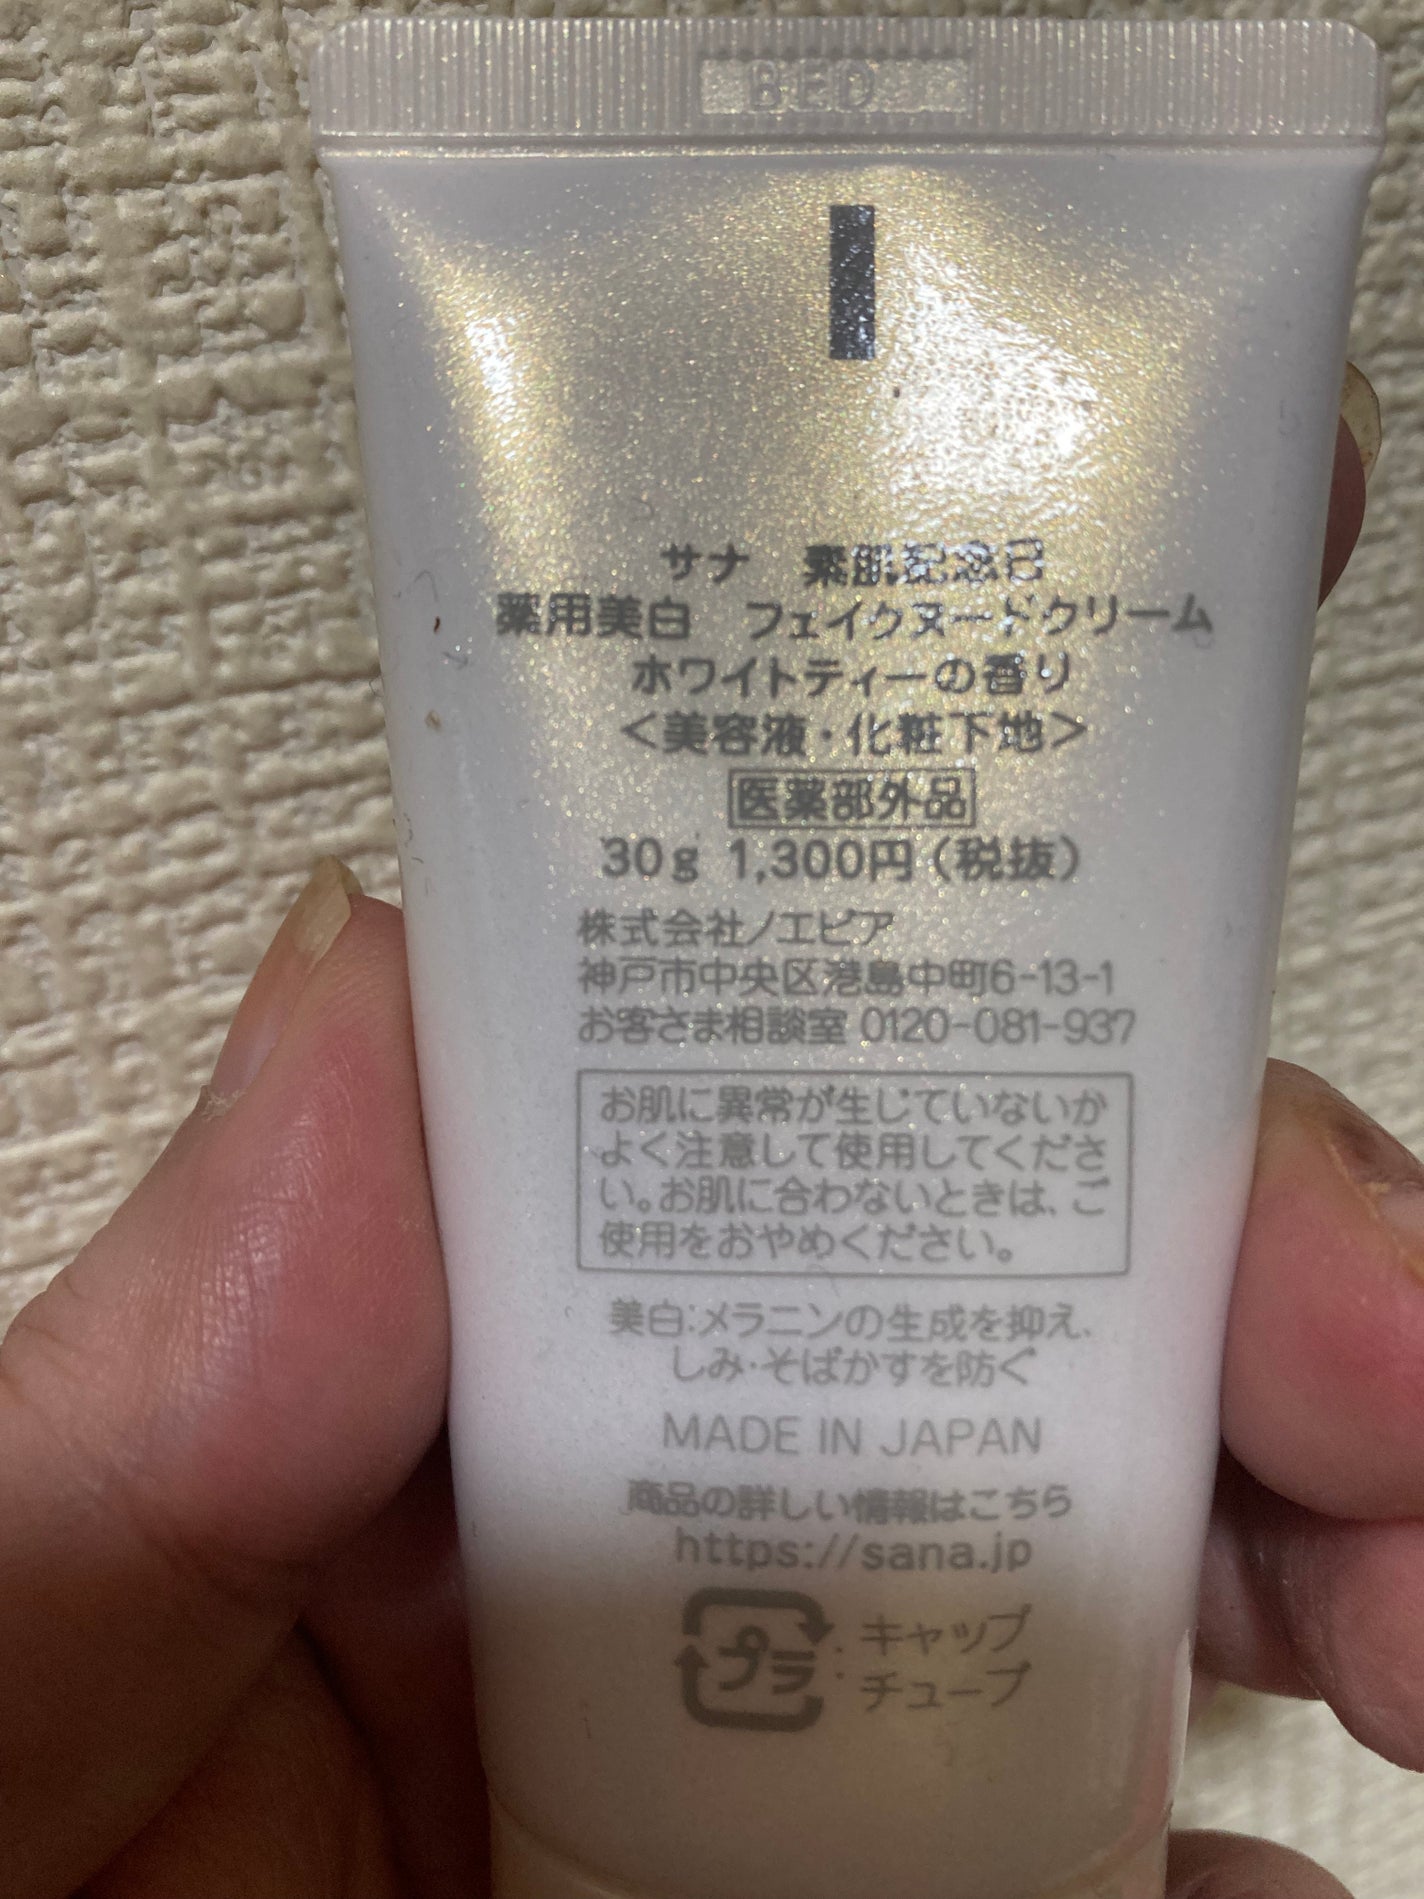 BED
サナ 素肌記念日
薬用美白 フェイクヌードクリーム
ホワイトティーの香り
<美容液・化粧下地>
医薬部外品
30g 1,300円（税抜）
株式会社ノエビア
神戸市中央区港島中町6-13-1
お客さま相談室 0120-081-937
お肌に異常が生じていないか
よく注意して使用してくださ
い。お肌に合わないときは、ご
使用をおやめください。
美白：メラニンの生成を抑え、
しみ・そばかすを防ぐ
MADE IN JAPAN
商品の詳しい情報はこちら
https://sana.jp
プラ：キャップ
：チューブ